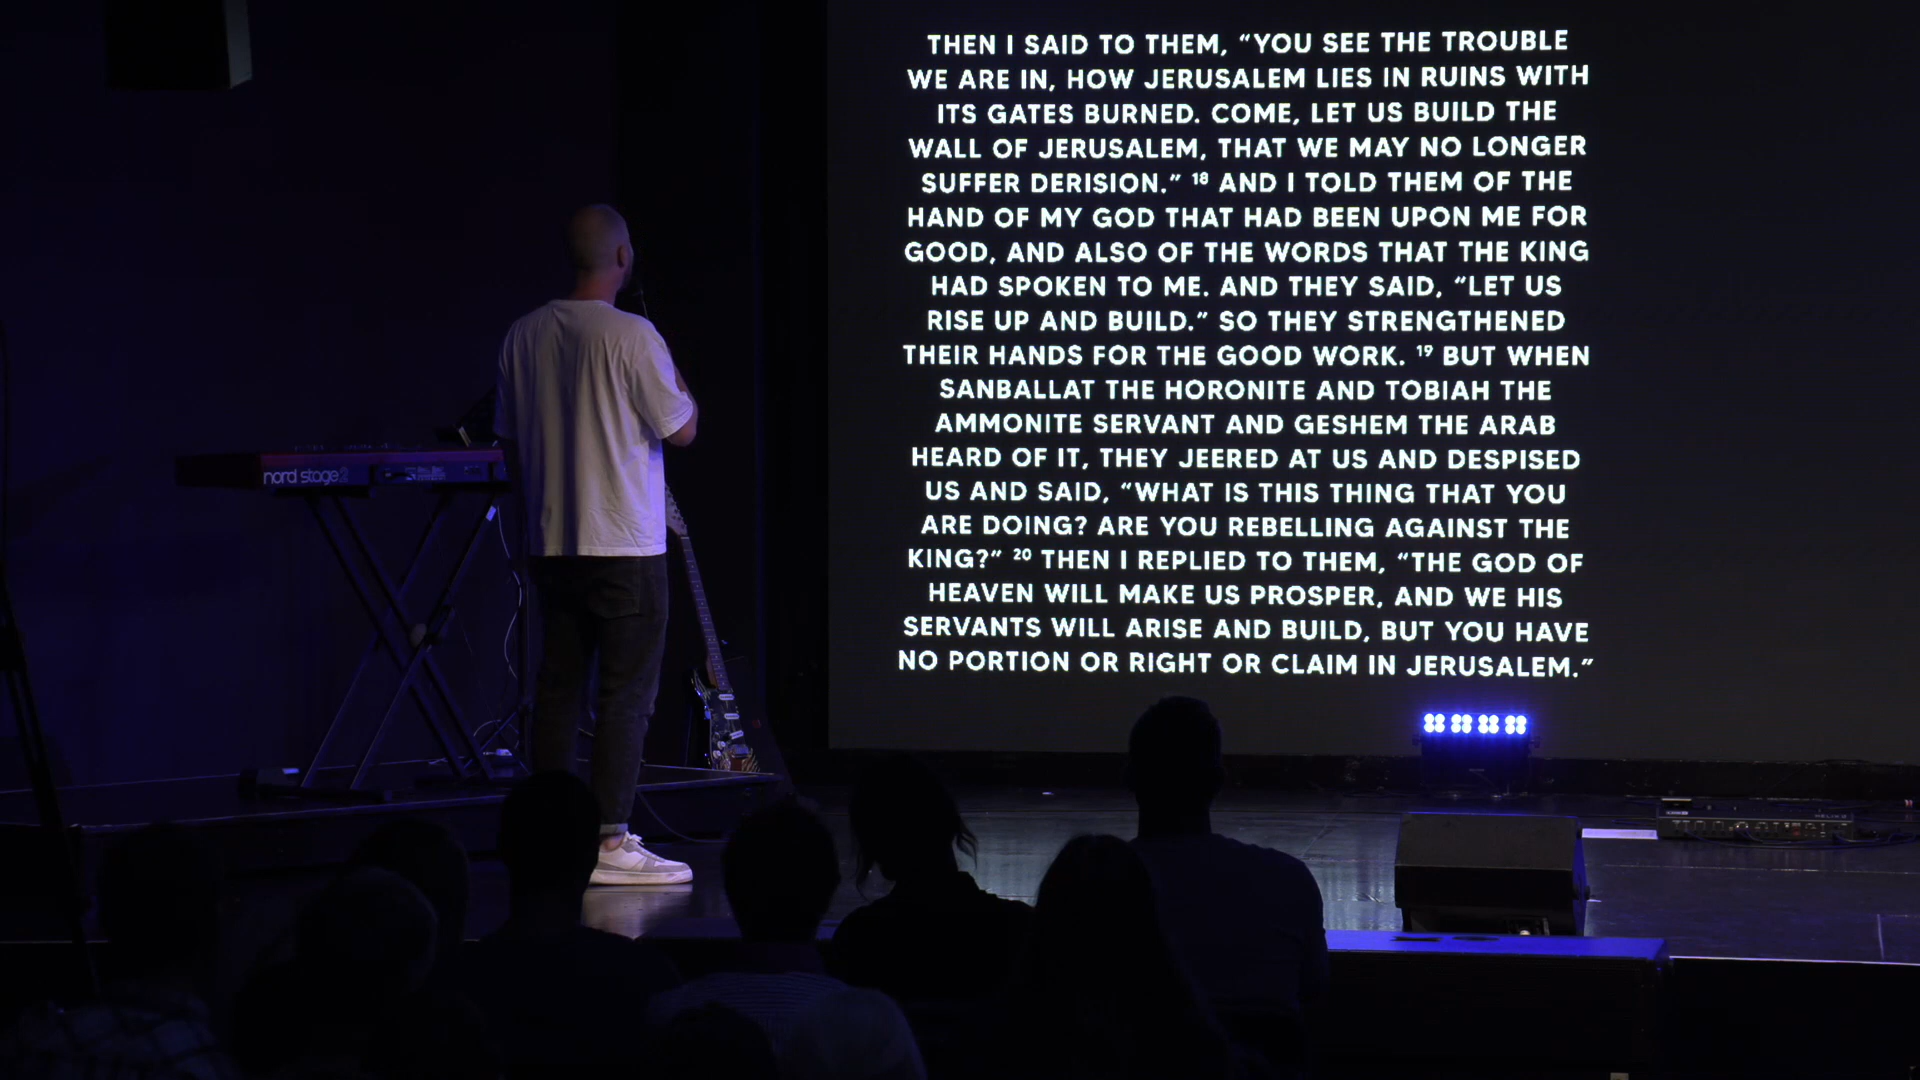 THEN I SAID TO THEM, “YOU SEE THE TROUBLE
WE ARE IN, HOW JERUSALEM LIES IN RUINS WITH
ITS GATES BURNED. COME, LET US BUILD THE
WALL OF JERUSALEM, THAT WE MAY NO LONGER
SUFFER DERISION.” 18 AND I TOLD THEM OF THE
HAND OF MY GOD THAT HAD BEEN UPON ME FOR
GOOD, AND ALSO OF THE WORDS THAT THE KING
HAD SPOKEN TO ME. AND THEY SAID, “LET US
RISE UP AND BUILD.” SO THEY STRENGTHENED
THEIR HANDS FOR THE GOOD WORK. 19 BUT WHEN
SANBALLAT THE HORONITE AND TOBIAH THE
AMMONITE SERVANT AND GESHEM THE ARAB
HEARD OF IT, THEY JEERED AT US AND DESPISED
US AND SAID, “WHAT IS THIS THING THAT YOU
ARE DOING? ARE YOU REBELLING AGAINST THE
KING?” 20 THEN I REPLIED TO THEM, “THE GOD OF
HEAVEN WILL MAKE US PROSPER, AND WE HIS
SERVANTS WILL ARISE AND BUILD, BUT YOU HAVE
NO PORTION OR RIGHT OR CLAIM IN JERUSALEM.”
nord stage2